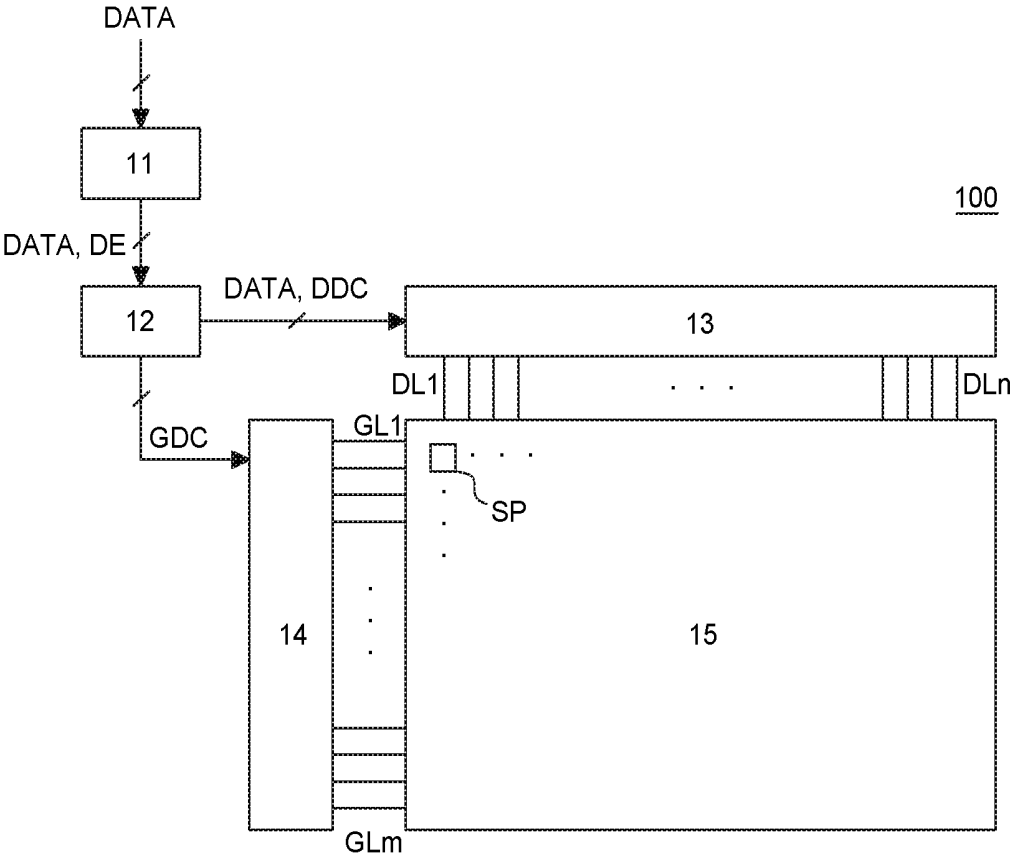 DATA
11
100
DATA, DE
DATA, DDC
12
13
DL1
DLn
GL1
GDC
SP
14
15
GLm